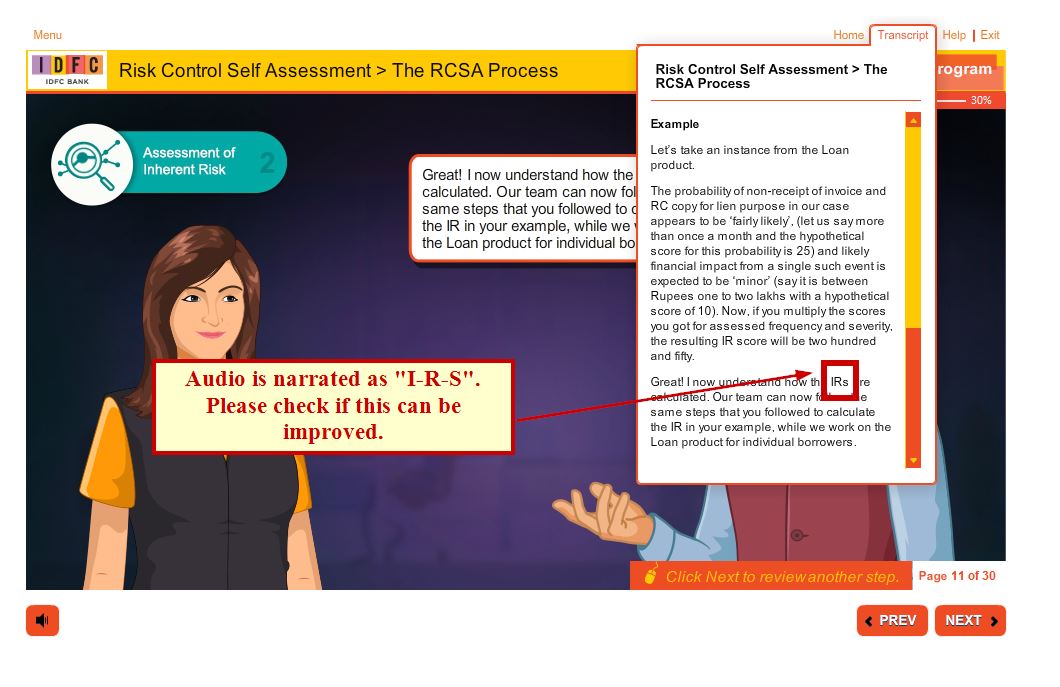 Menu
Home
Transcript
Help | Exit
IDFC
IDFC BANK
Risk Control Self Assessment > The RCSA Process
rogram
30%
Assessment of
Inherent Risk
2
Great! I now understand how the
calculated. Our team can now fol
same steps that you followed to c
the IR in your example, while we w
the Loan product for individual bo
Risk Control Self Assessment > The
RCSA Process
Example
Let's take an instance from the Loan
product.
The probability of non-receipt of invoice and
RC copy for lien purpose in our case
appears to be 'fairly likely', (let us say more
than once a month and the hypothetical
score for this probability is 25) and likely
financial impact from a single such event is
expected to be 'minor' (say it is between
Rupees one to two lakhs with a hypothetical
score of 10). Now, if you multiply the scores
you got for assessed frequency and severity,
the resulting IR score will be two hundred
and fifty.
Great! I now understand how the IRs are
calculated. Our team can now follow the
same steps that you followed to calculate
the IR in your example, while we work on the
Loan product for individual borrowers.
Audio is narrated as "I-R-S".
Please check if this can be
improved.
Click Next to review another step.
Page 11 of 30
PREV
NEXT